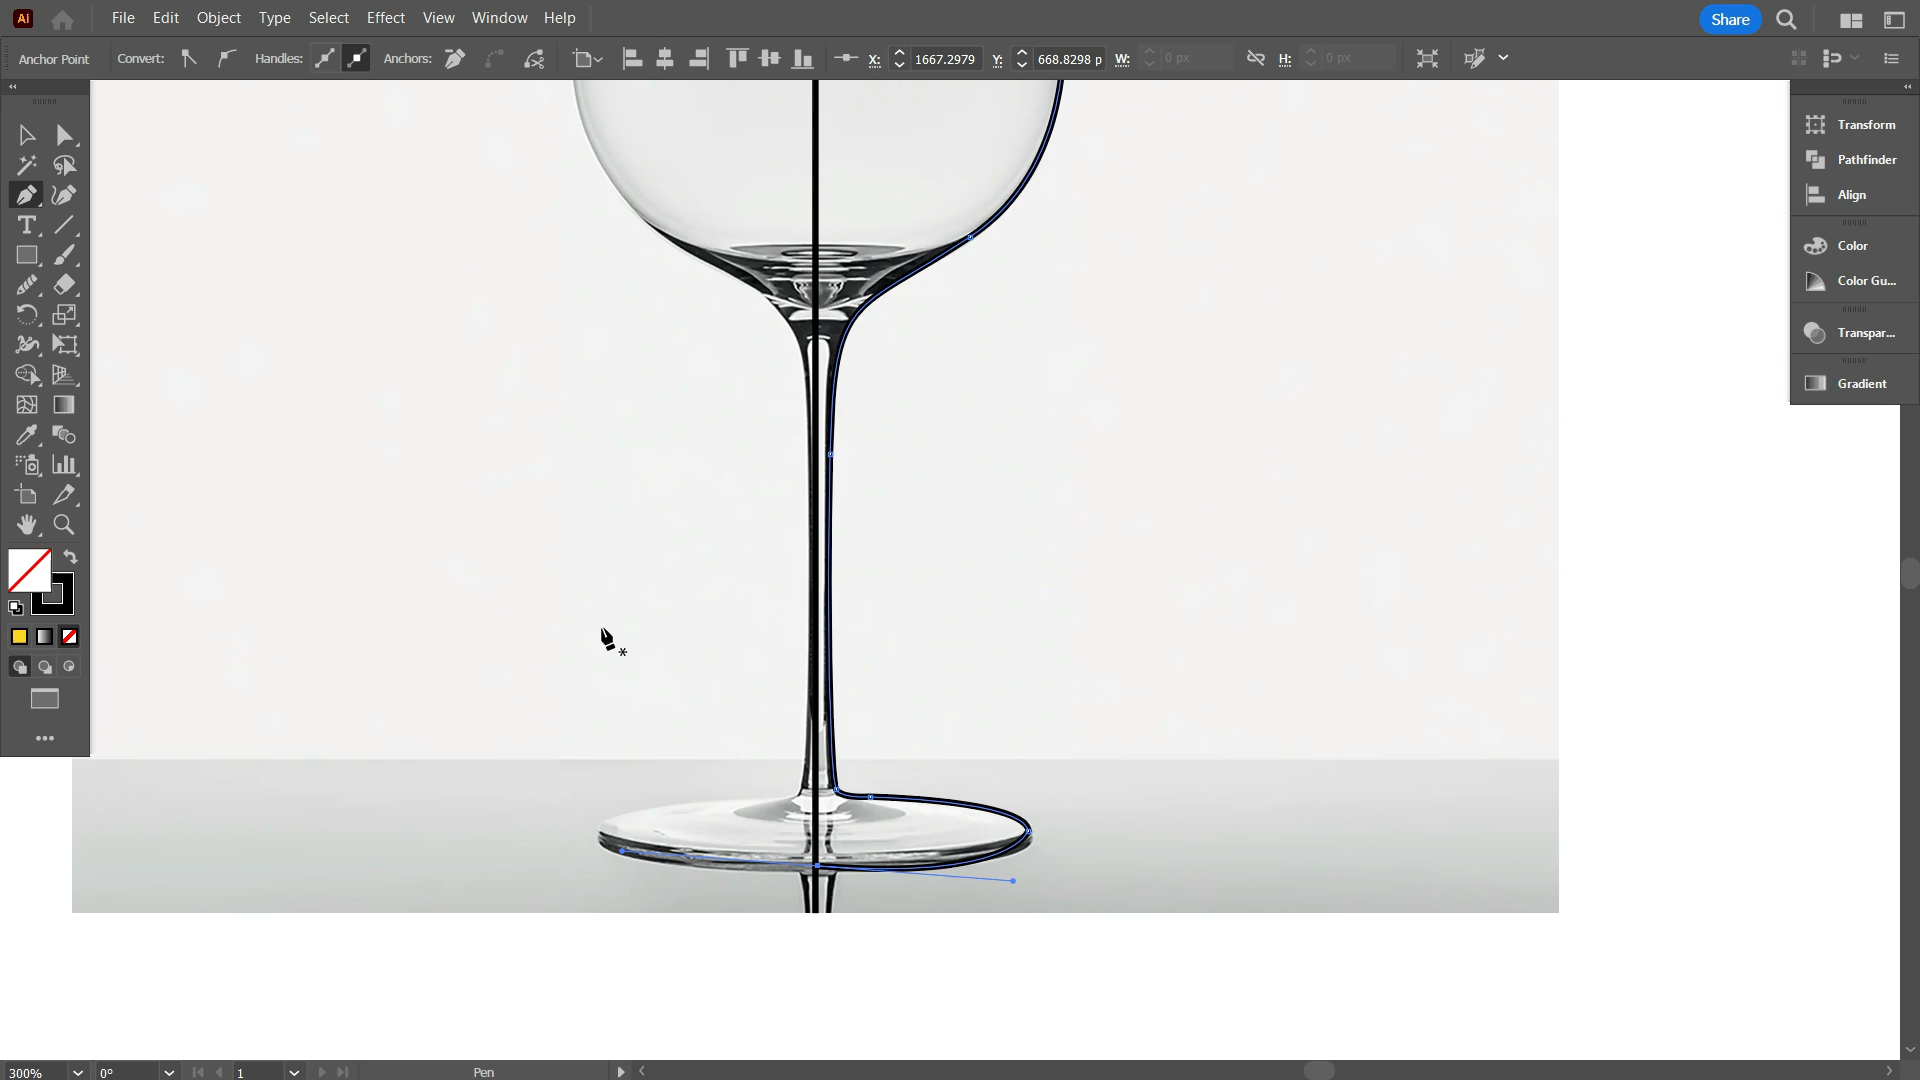 Ai File Edit Object Type Select Effect View Window Help Share
Anchor Point Convert: Handles: Anchors: X: 1667.2979 Y: 668.8298 p W: 0 px H: 0 px
Transform
Pathfinder
Align
Color
Color Gu...
Transpar...
Gradient
300% 0° 1 Pen